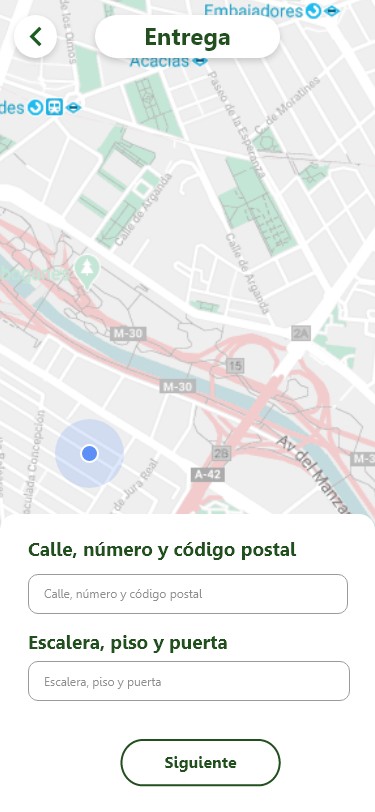 Embajadores
Entrega
de los Olmos
Acacias
des
Paseo de la Esperanza
C. de Moratines
Calle de Arganda
Calle de Arganda
M-30
2A
15
M-30
2B
M-3
A-42
Av del Manzan
culada Concepción
de Jura Real
Calle, número y código postal
Calle, número y código postal
Escalera, piso y puerta
Escalera, piso y puerta
Siguiente